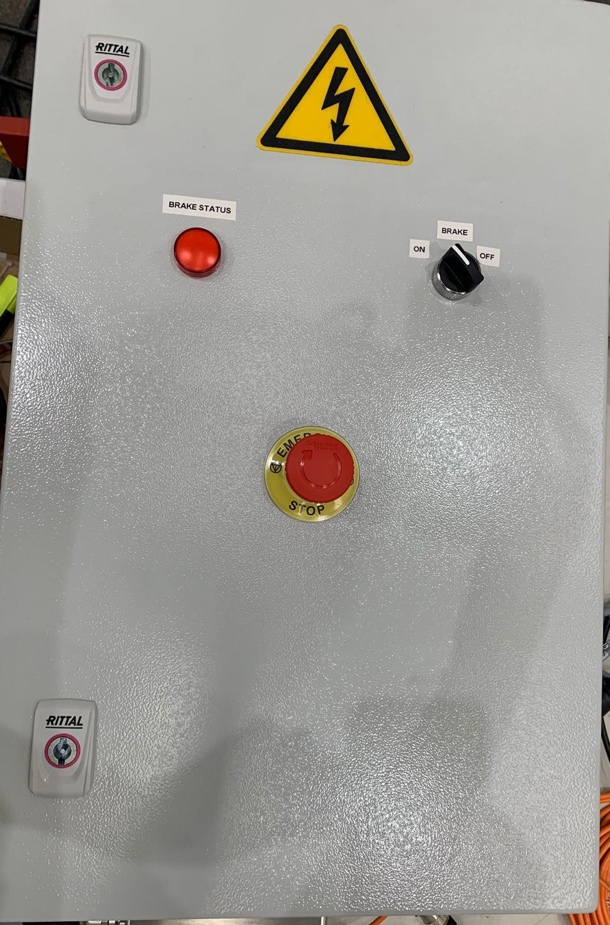 RITTAL
BRAKE STATUS
BRAKE
ON
OFF
STOP
RITTAL